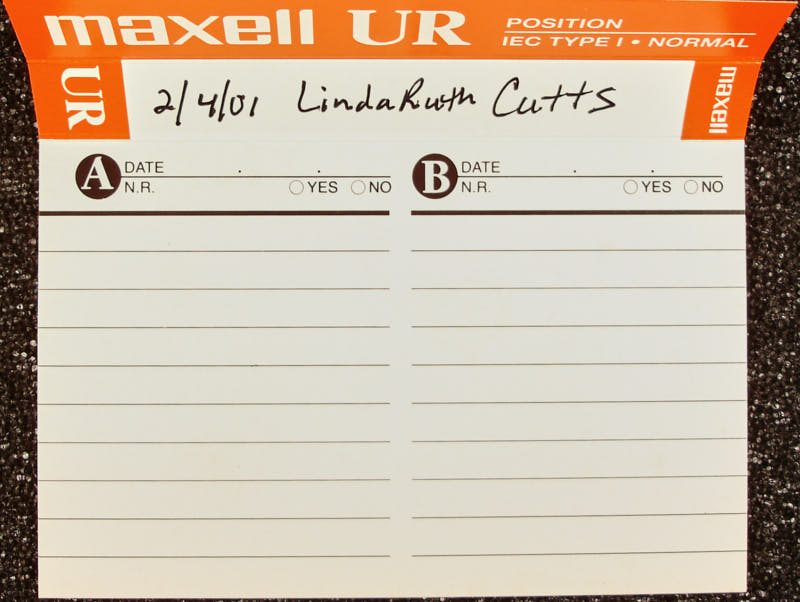 maxell UR POSITION
IEC TYPE I • NORMAL
UR 2/4/01 LindaRuth Cutts maxell
A DATE . .
N.R. YES NO
B DATE . .
N.R. YES NO